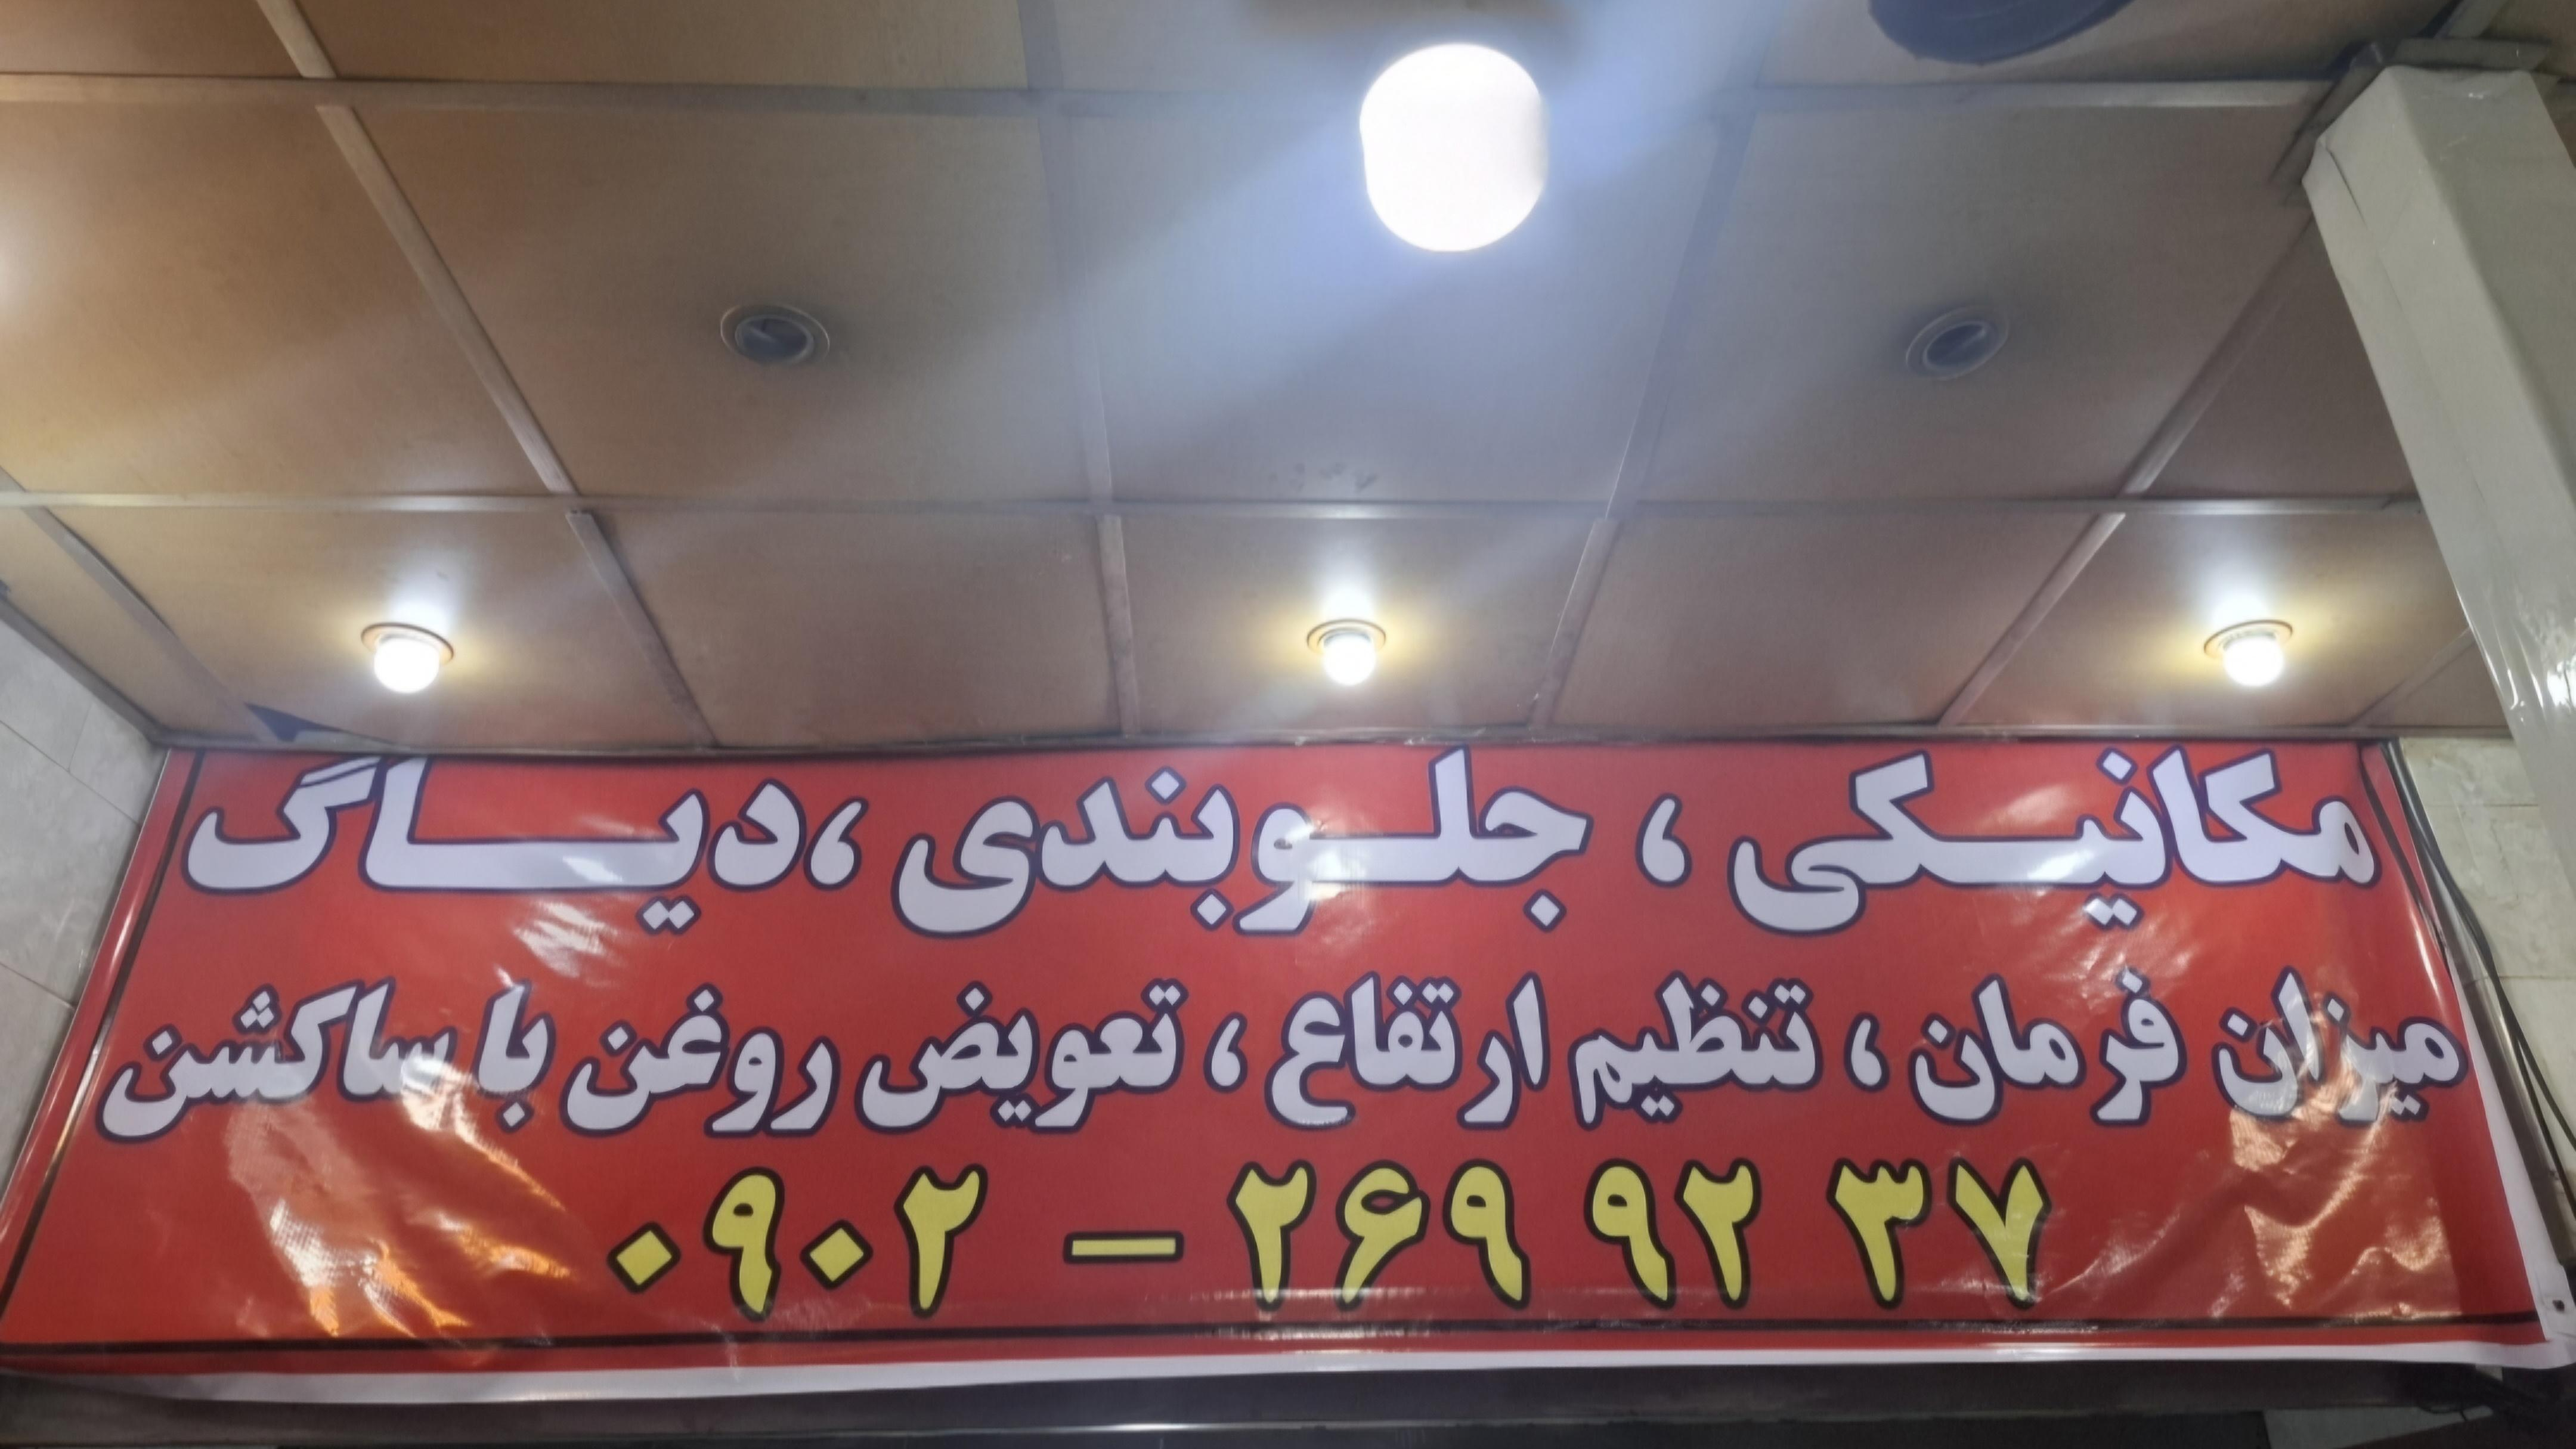 مکانیکی ، جلوبندی ،دیاگ
میزان فرمان ، تنظیم ارتفاع ، تعویض روغن با ساکشن
۰۹۰۲ – ۲۶۹ ۹۲ ۳۷